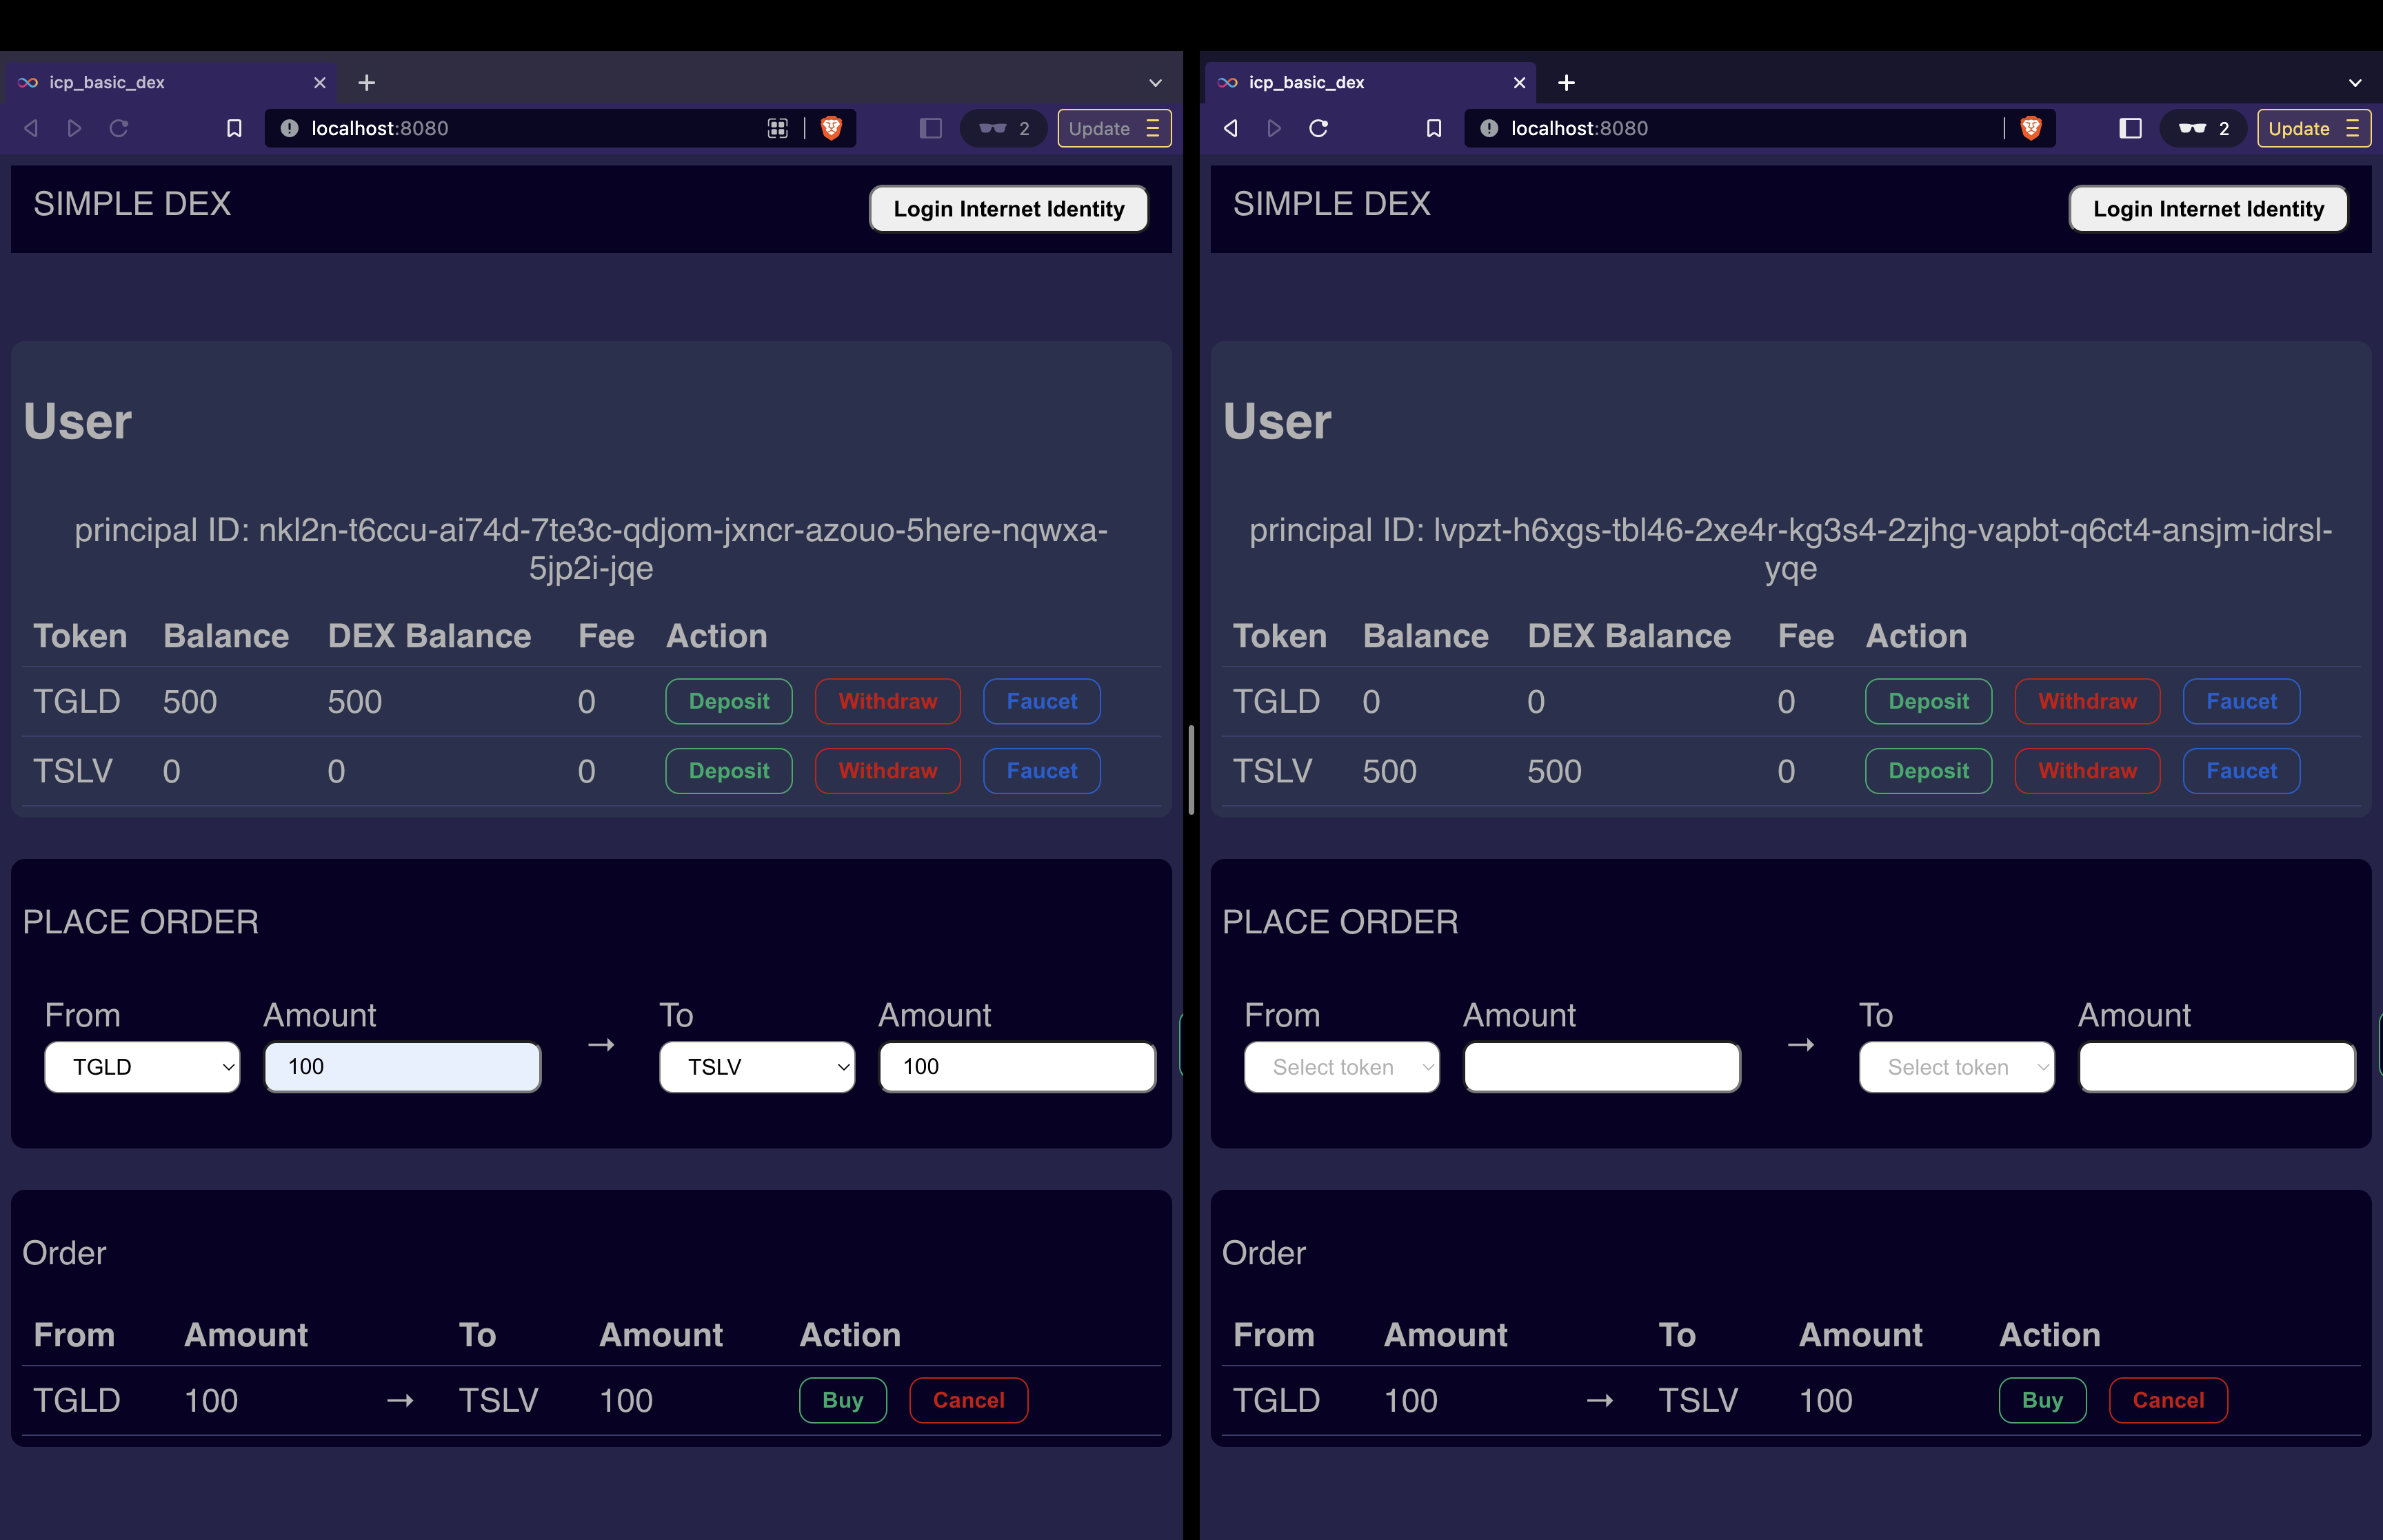 icp_basic_dex
localhost:8080
2
Update
SIMPLE DEX
Login Internet Identity
User
principal ID: nkl2n-t6ccu-ai74d-7te3c-qdjom-jxncr-azouo-5here-nqwxa-
5jp2i-jqe
Token Balance DEX Balance Fee Action
TGLD 500 500 0 Deposit Withdraw Faucet
TSLV 0 0 0 Deposit Withdraw Faucet
PLACE ORDER
From Amount To Amount
TGLD 100 → TSLV 100
Order
From Amount To Amount Action
TGLD 100 → TSLV 100 Buy Cancel
icp_basic_dex
localhost:8080
2
Update
SIMPLE DEX
Login Internet Identity
User
principal ID: lvpzt-h6xgs-tbl46-2xe4r-kg3s4-2zjhg-vapbt-q6ct4-ansjm-idrsl-
yqe
Token Balance DEX Balance Fee Action
TGLD 0 0 0 Deposit Withdraw Faucet
TSLV 500 500 0 Deposit Withdraw Faucet
PLACE ORDER
From Amount To Amount
Select token → Select token
Order
From Amount To Amount Action
TGLD 100 → TSLV 100 Buy Cancel